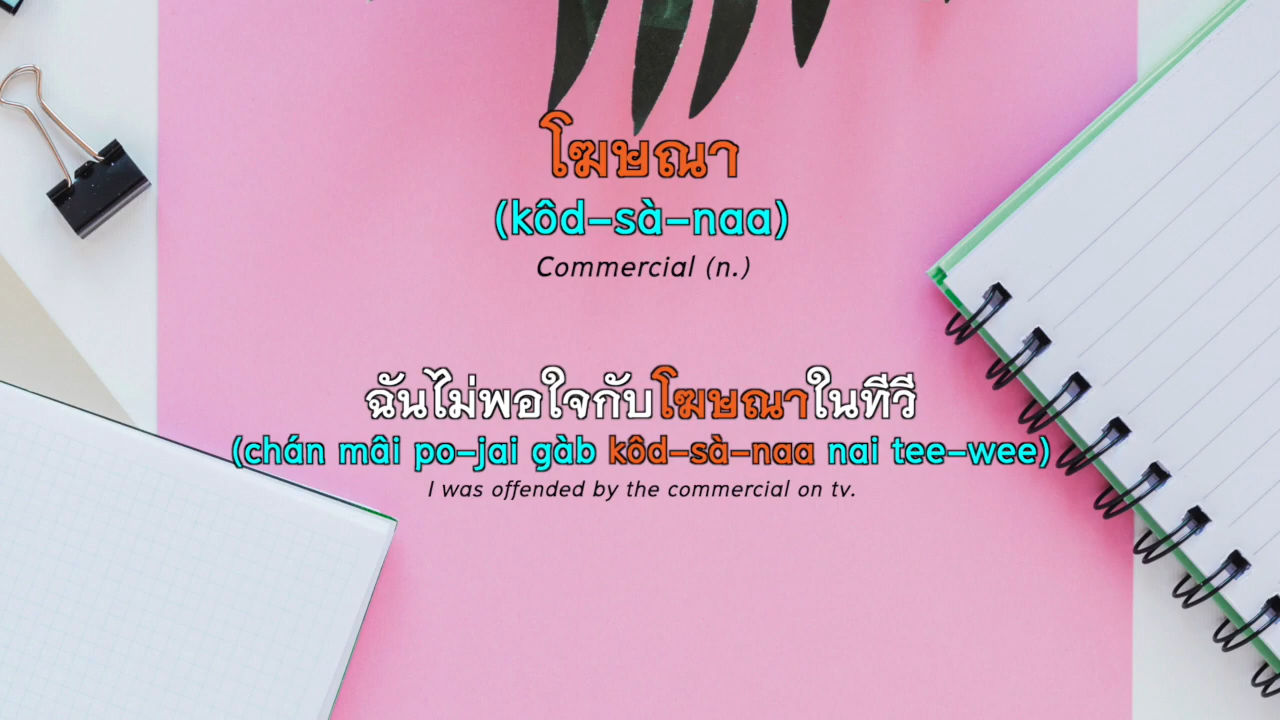 โฆษณา
(kôd-sà-naa)
Commercial (n.)
ฉันไม่พอใจกับโฆษณาในทีวี
(chán mâi po-jai gàb kôd-sà-naa nai tee-wee)
I was offended by the commercial on tv.